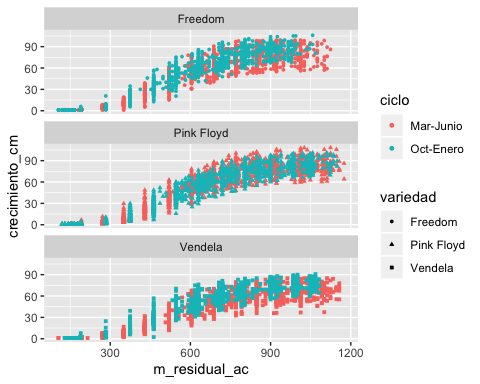 Freedom
90
60
30
0
Pink Floyd
90
60
30
0
Vendela
90
60
30
0
300
600
900
1200
m_residual_ac
crecimiento_cm
ciclo
Mar-Junio
Oct-Enero
variedad
Freedom
Pink Floyd
Vendela